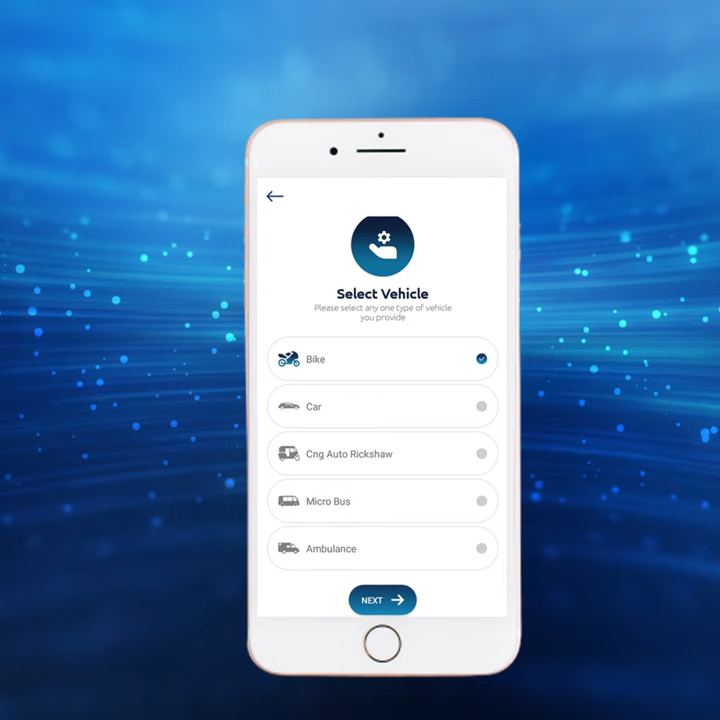 Select Vehicle
Please select any one type of vehicle
you provide
Bike
Car
Cng Auto Rickshaw
Micro Bus
Ambulance
NEXT